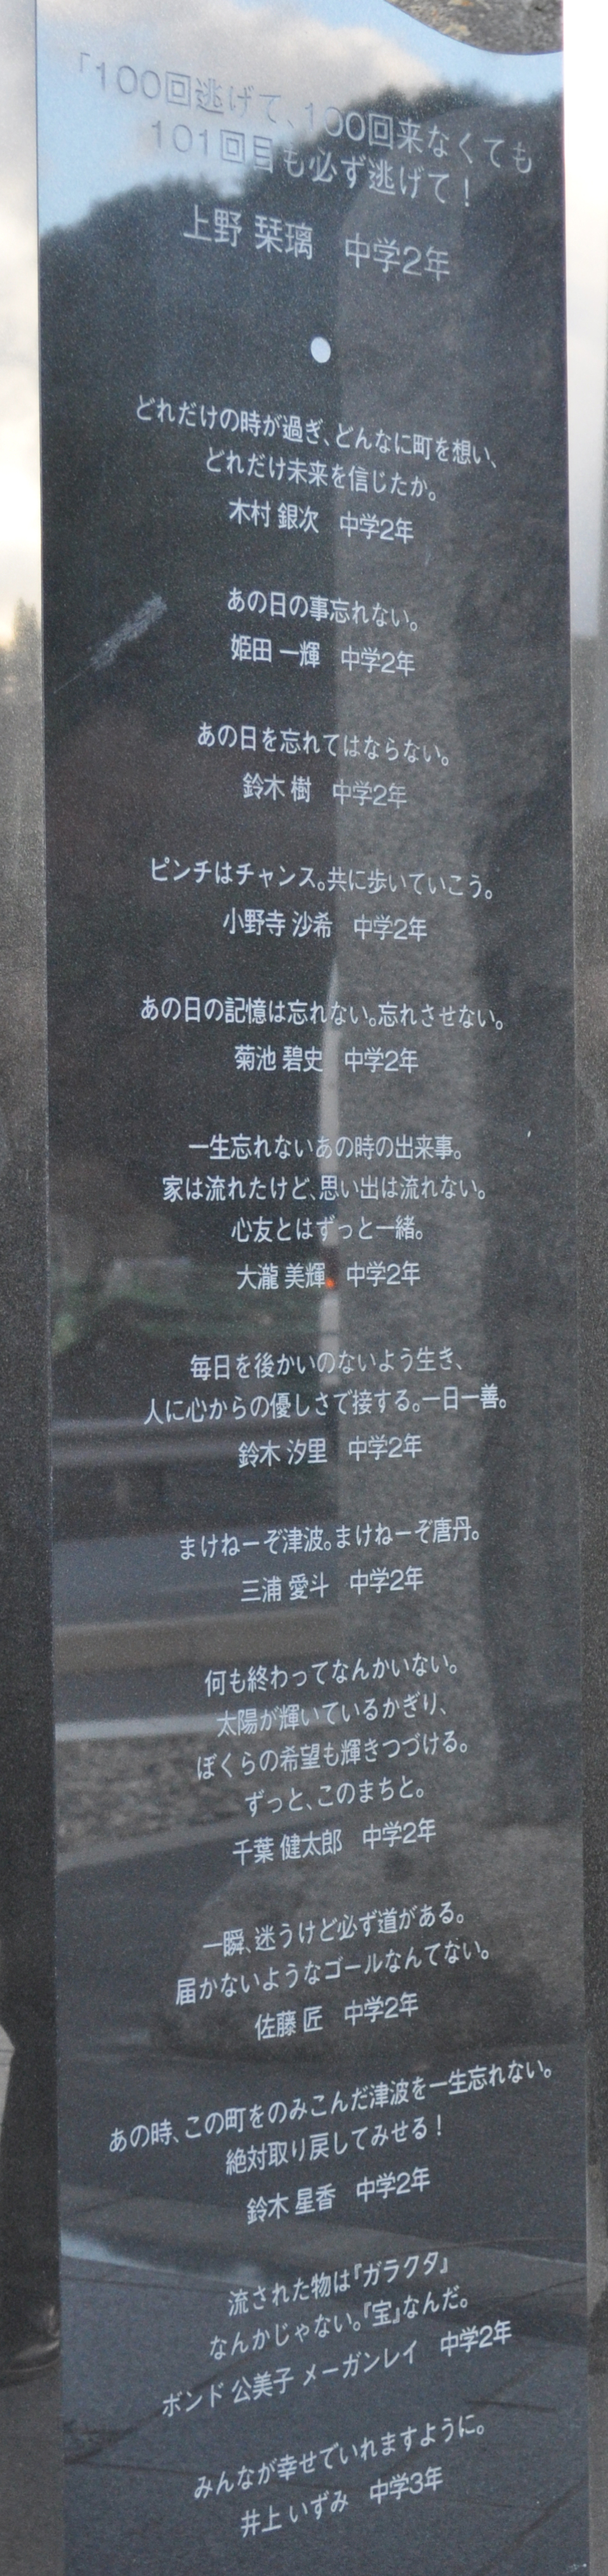 「100回逃げて、100回来なくても
101回目も必ず逃げて！
上野 栞璃　中学2年
どれだけの時が過ぎ、どんなに町を想い、
どれだけ未来を信じたか。
木村 銀次　中学2年
あの日の事忘れない。
姫田 一輝　中学2年
あの日を忘れてはならない。
鈴木 樹　中学2年
ピンチはチャンス。共に歩いていこう。
小野寺 沙希　中学2年
あの日の記憶は忘れない。忘れさせない。
菊池 碧史　中学2年
一生忘れないあの時の出来事。
家は流れたけど、思い出は流れない。
心友とはずっと一緒。
大瀧 美輝　中学2年
毎日を後かいのないよう生き、
人に心からの優しさで接する。一日一善。
鈴木 汐里　中学2年
まけねーぞ津波。まけねーぞ唐丹。
三浦 愛斗　中学2年
何も終わってなんかいない。
太陽が輝いているかぎり、
ぼくらの希望も輝きつづける。
ずっと、このまちと。
千葉 健太郎　中学2年
一瞬、迷うけど必ず道がある。
届かないようなゴールなんてない。
佐藤 匠　中学2年
あの時、この町をのみこんだ津波を一生忘れない。
絶対取り戻してみせる！
鈴木 星香　中学2年
流された物は『ガラクタ』
なんかじゃない。『宝』なんだ。
ボンド 公美子 メーガンレイ　中学2年
みんなが幸せでいれますように。
井上 いずみ　中学3年